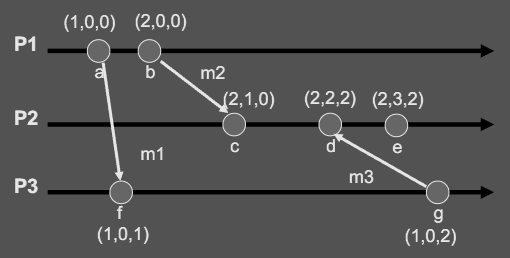 (1,0,0) (2,0,0)
P1
a b
m2
(2,1,0) (2,2,2) (2,3,2)
P2
c d e
m1
m3
P3
f g
(1,0,1) (1,0,2)